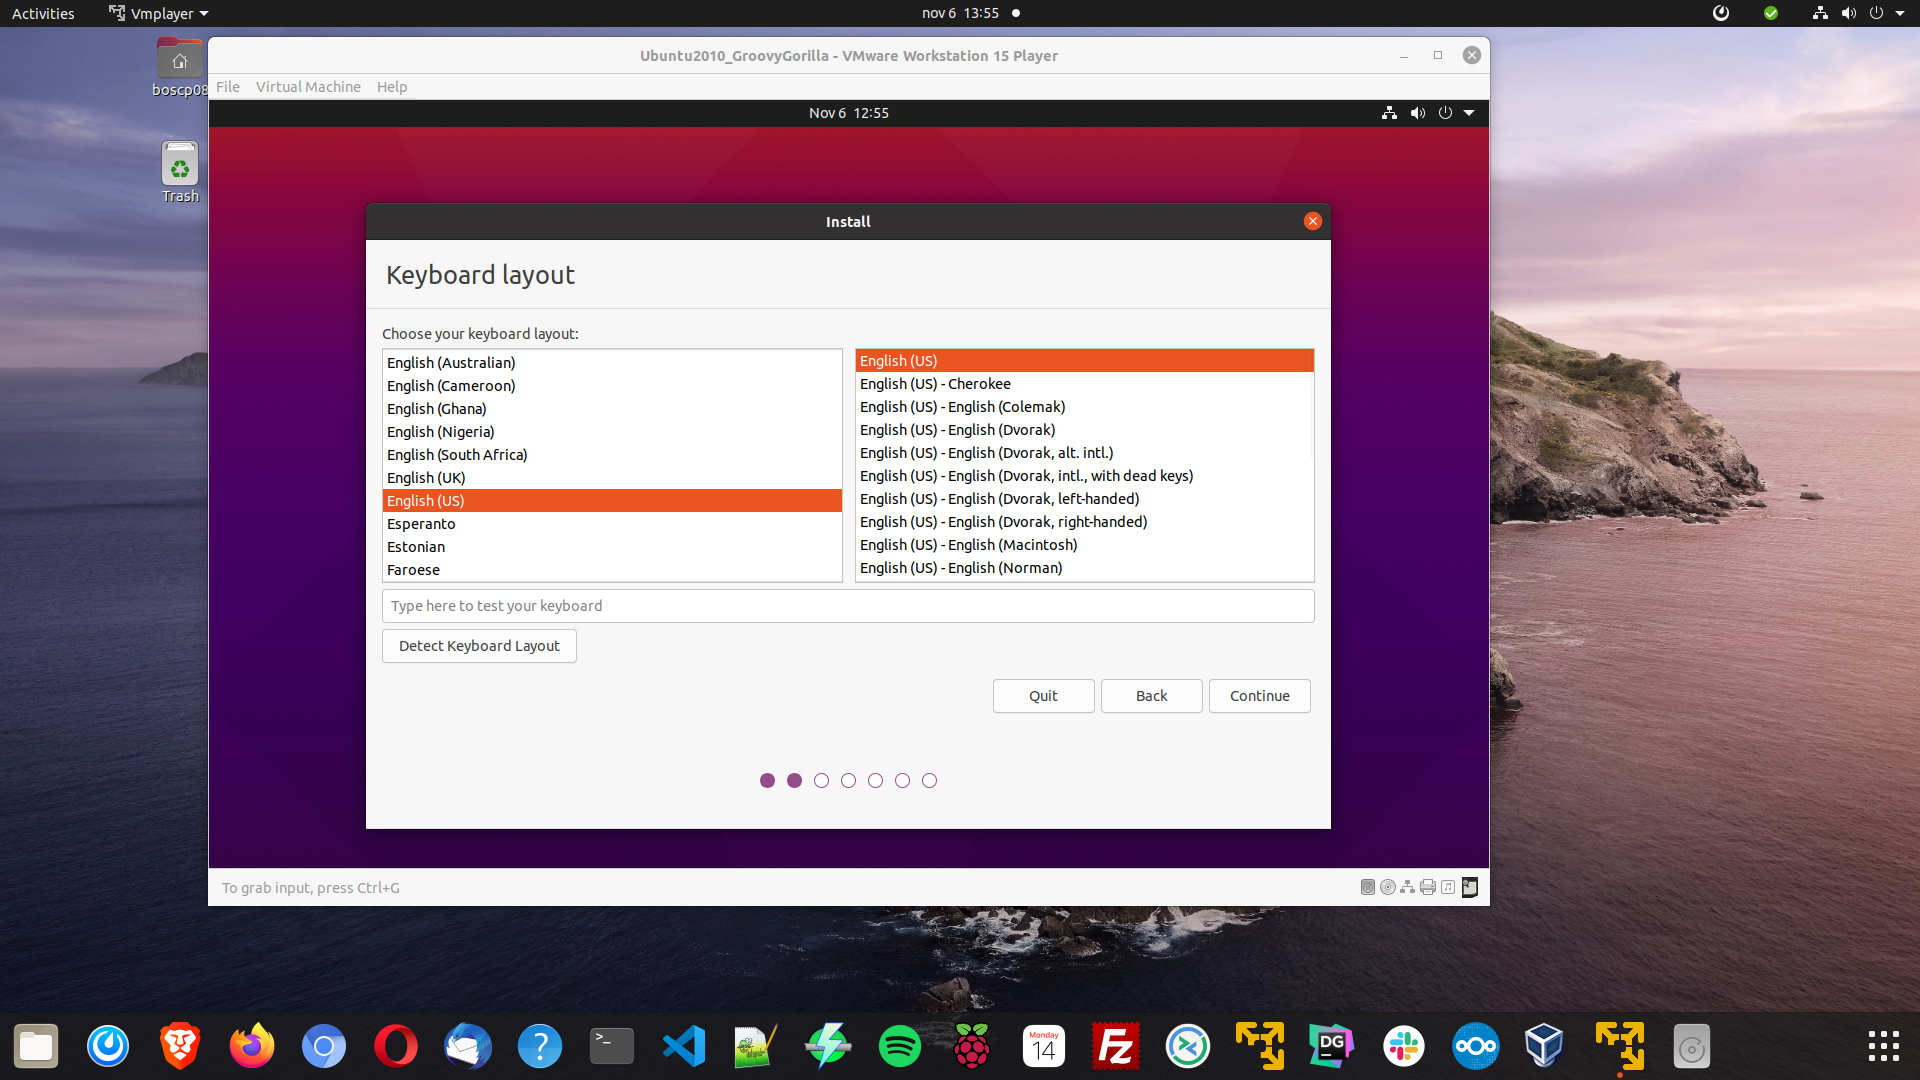 Activities
Vmplayer
nov 6 13:55
boscp08
Trash
Ubuntu2010_GroovyGorilla - VMware Workstation 15 Player
File Virtual Machine Help
Nov 6 12:55
Install
Keyboard layout
Choose your keyboard layout:
English (Australian)
English (Cameroon)
English (Ghana)
English (Nigeria)
English (South Africa)
English (UK)
English (US)
Esperanto
Estonian
Faroese
English (US)
English (US) - Cherokee
English (US) - English (Colemak)
English (US) - English (Dvorak)
English (US) - English (Dvorak, alt. intl.)
English (US) - English (Dvorak, intl., with dead keys)
English (US) - English (Dvorak, left-handed)
English (US) - English (Dvorak, right-handed)
English (US) - English (Macintosh)
English (US) - English (Norman)
Type here to test your keyboard
Detect Keyboard Layout
Quit
Back
Continue
To grab input, press Ctrl+G
?
>_
Monday
14
Fz
DG